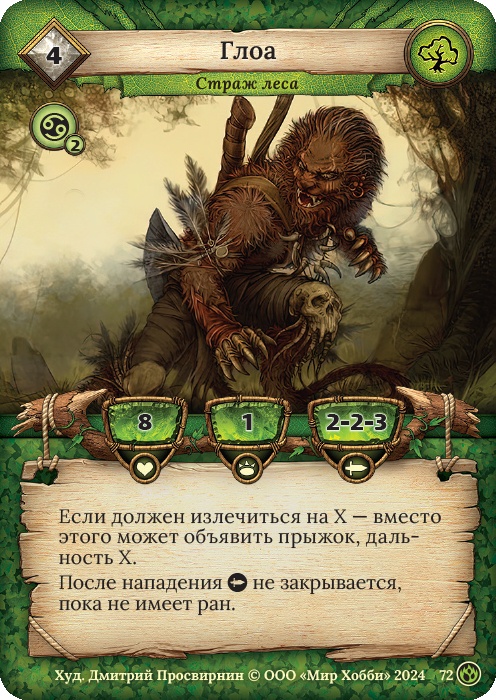 4
Глоа
Страж леса
2
8
1
2-2-3
Если должен излечиться на X — вместо
этого может объявить прыжок, даль-
ность X.
После нападения не закрывается,
пока не имеет ран.
Худ. Дмитрий Просвирнин © ООО «Мир Хобби» 2024
72